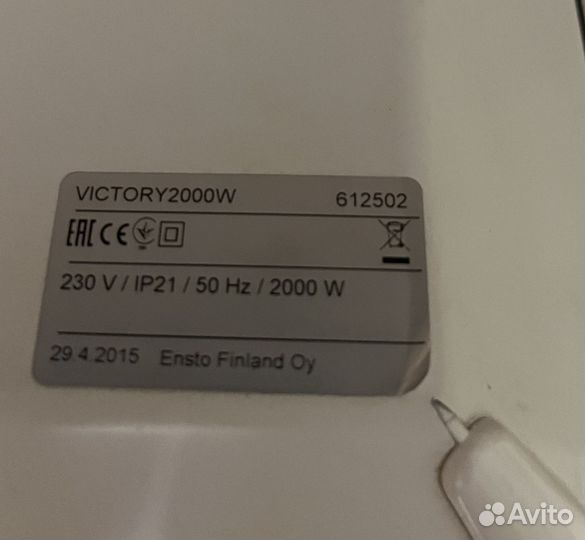 VICTORY2000W 612502
EAC CE
230 V / IP21 / 50 Hz / 2000 W
29.4.2015 Ensto Finland Oy
Avito